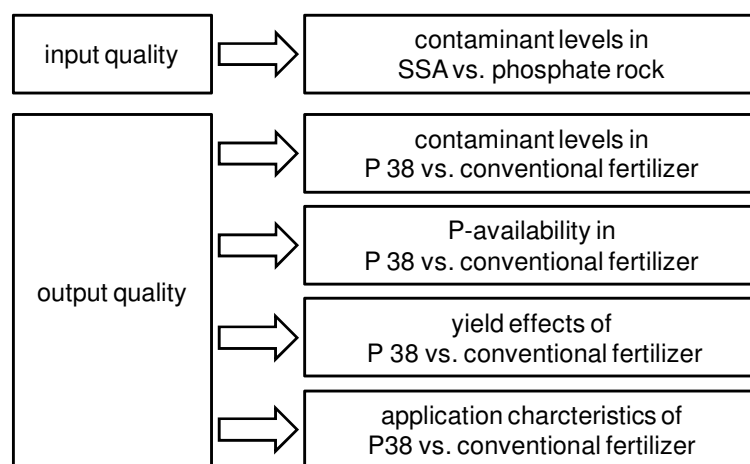 input quality
contaminant levels in
SSA vs. phosphate rock
output quality
contaminant levels in
P 38 vs. conventional fertilizer
P-availability in
P 38 vs. conventional fertilizer
yield effects of
P 38 vs. conventional fertilizer
application charcteristics of
P38 vs. conventional fertilizer